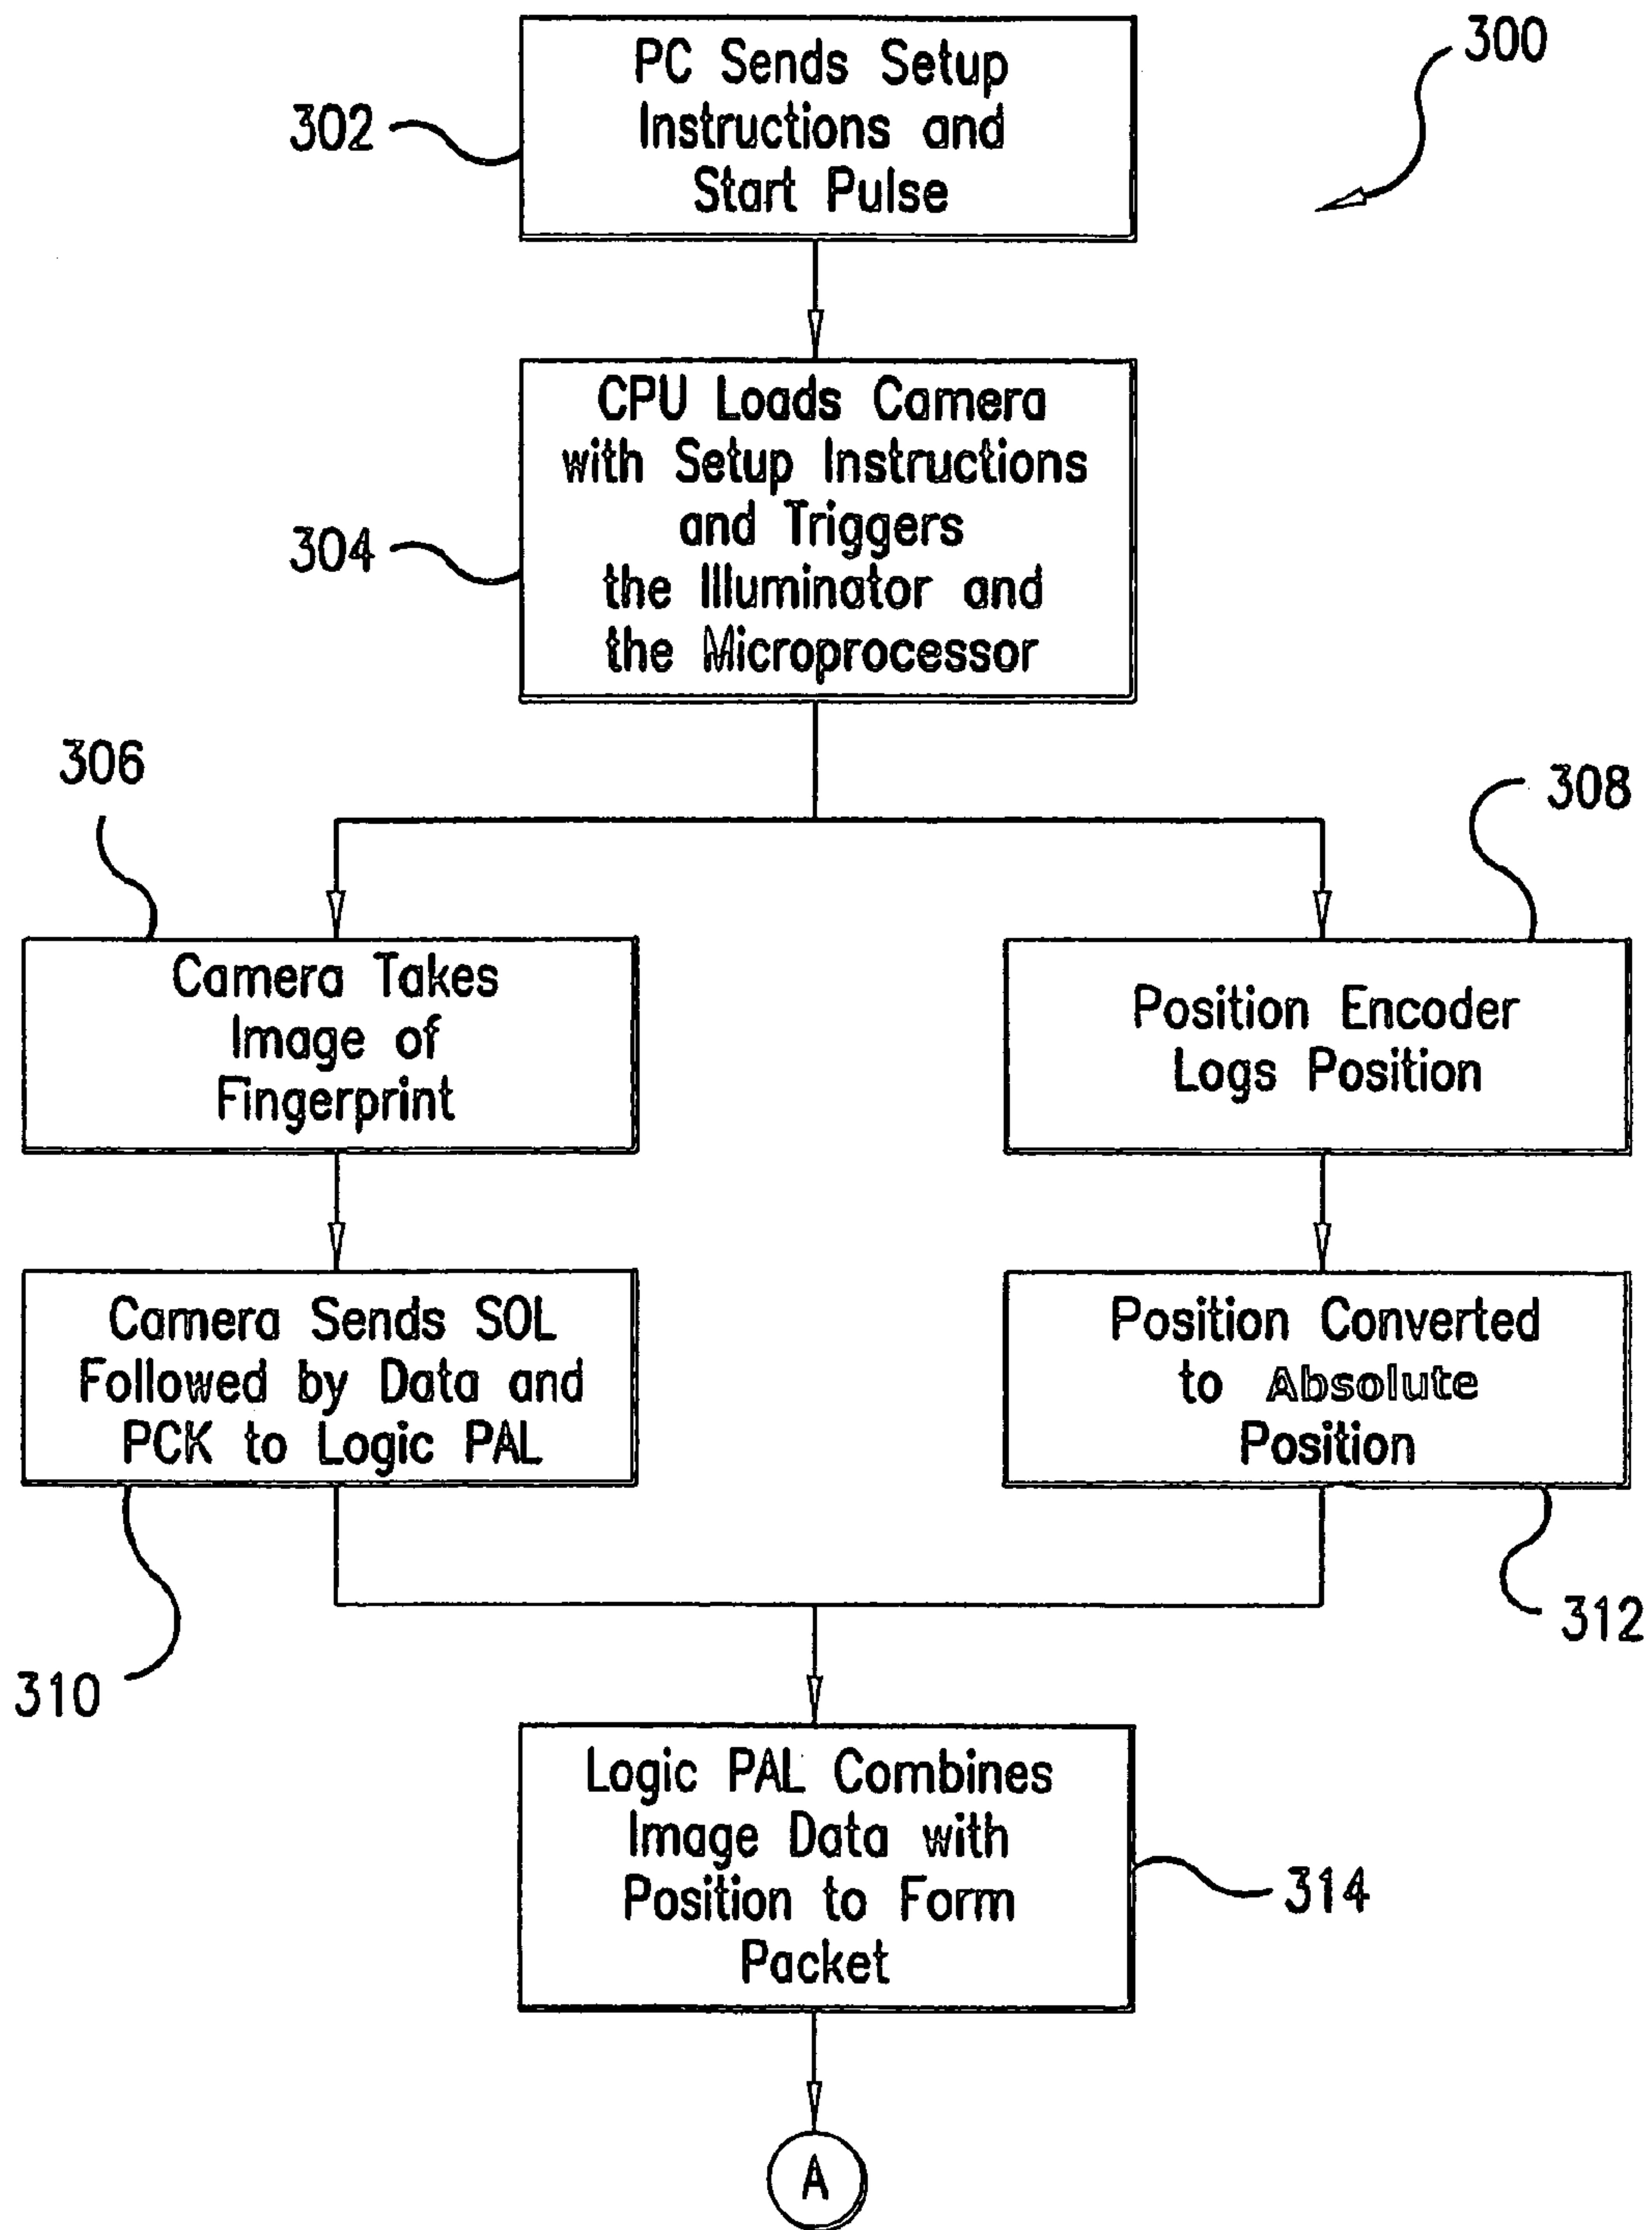 PC Sends Setup
Instructions and
Start Pulse
300
302
CPU Loads Camera
with Setup Instructions
and Triggers
the Illuminator and
the Microprocessor
304
306
308
Camera Takes
Image of
Fingerprint
Position Encoder
Logs Position
Camera Sends SOL
Followed by Data and
PCK to Logic PAL
Position Converted
to Absolute
Position
310
312
Logic PAL Combines
Image Data with
Position to Form
Packet
314
A